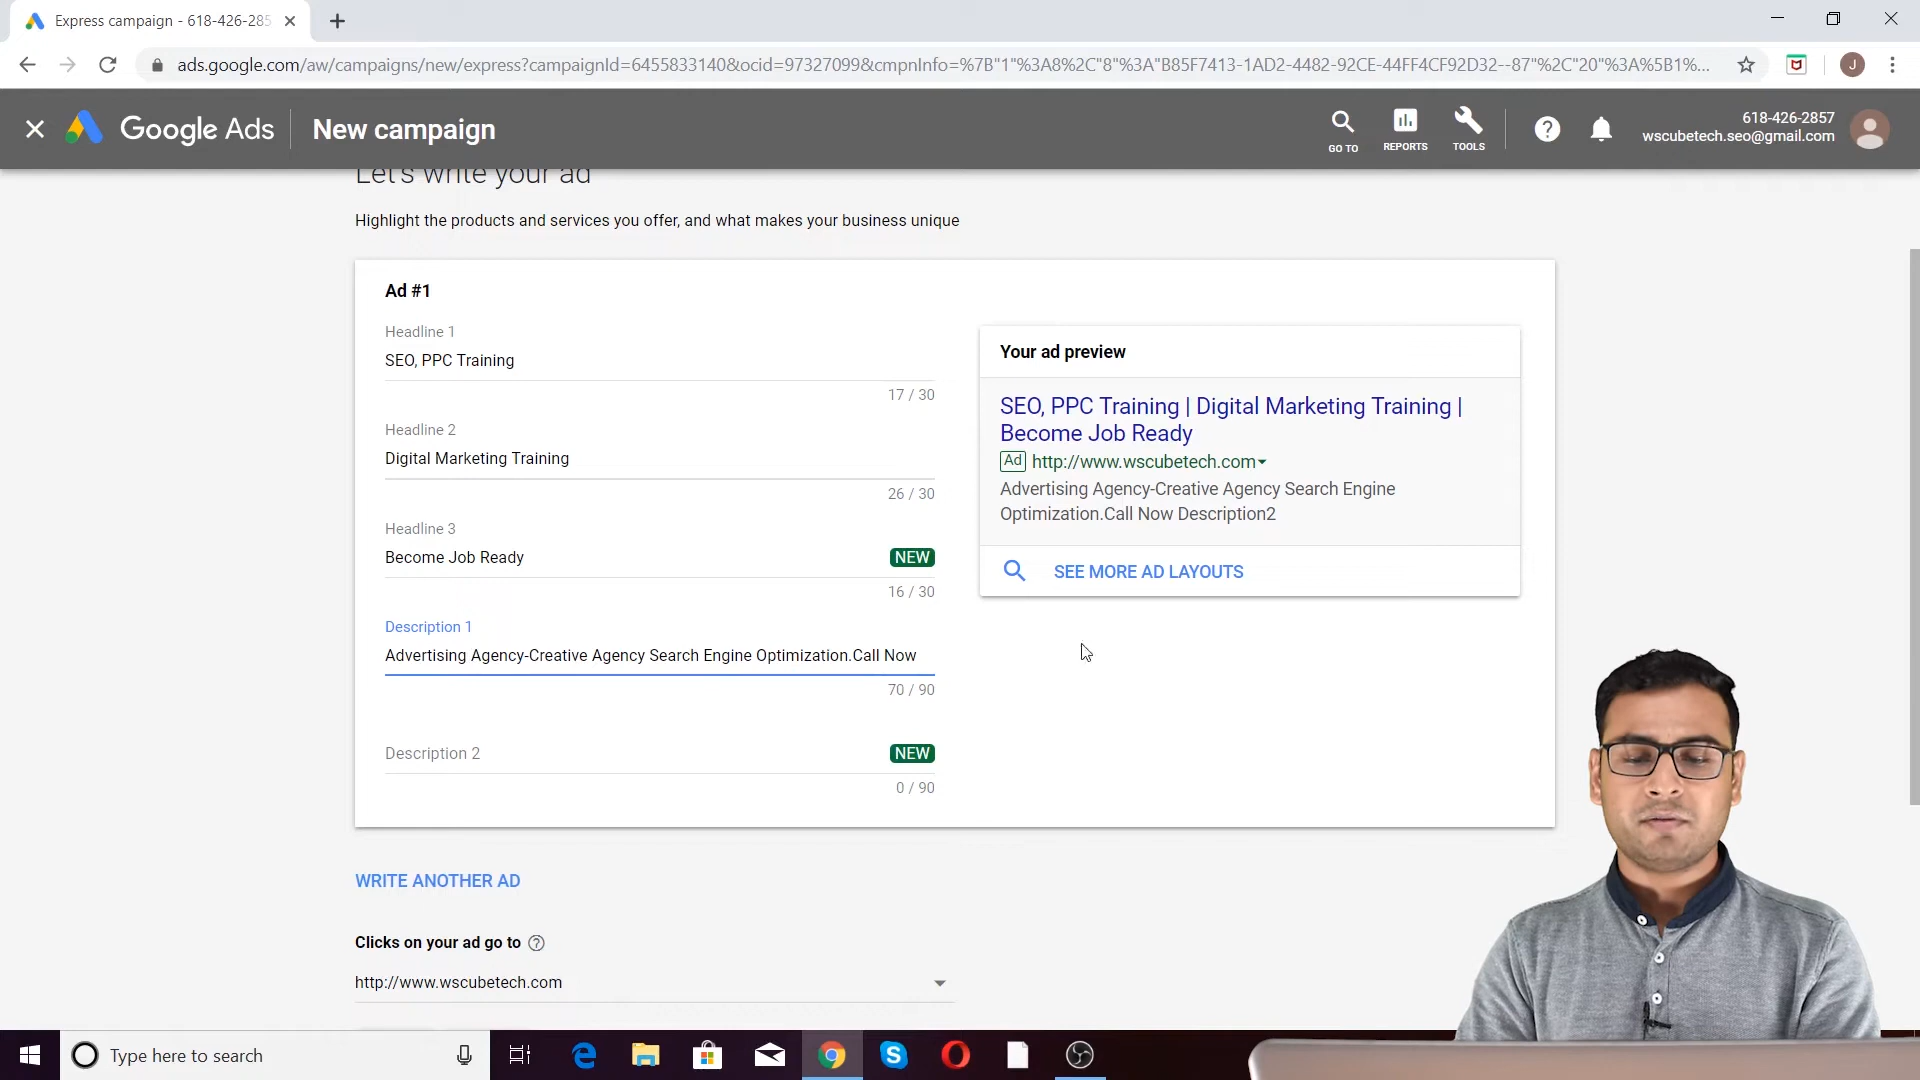 Express campaign - 618-426-285
ads.google.com/aw/campaigns/new/express?campaignId=6455833140&ocid=97327099&cmpnInfo=%7B"1"%3A8%2C"8"%3A"B85F7413-1AD2-4482-92CE-44FF4CF92D32--87"%2C"20"%3A%5B1%...
J
Google Ads
New campaign
GO TO
REPORTS
TOOLS
618-426-2857
wscubetech.seo@gmail.com
Let's write your ad
Highlight the products and services you offer, and what makes your business unique
Ad #1
Headline 1
SEO, PPC Training
17 / 30
Headline 2
Digital Marketing Training
26 / 30
Headline 3
Become Job Ready
NEW
16 / 30
Description 1
Advertising Agency-Creative Agency Search Engine Optimization.Call Now
70 / 90
Description 2
NEW
0 / 90
Your ad preview
SEO, PPC Training | Digital Marketing Training |
Become Job Ready
Ad http://www.wscubetech.com
Advertising Agency-Creative Agency Search Engine
Optimization.Call Now Description2
SEE MORE AD LAYOUTS
WRITE ANOTHER AD
Clicks on your ad go to
http://www.wscubetech.com
Type here to search